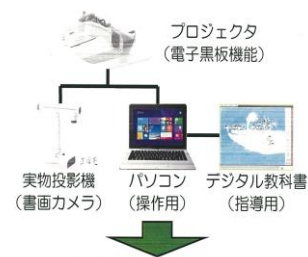 プロジェクタ
（電子黒板機能）
実物投影機
（書画カメラ）
パソコン
（操作用）
デジタル教科書
（指導用）